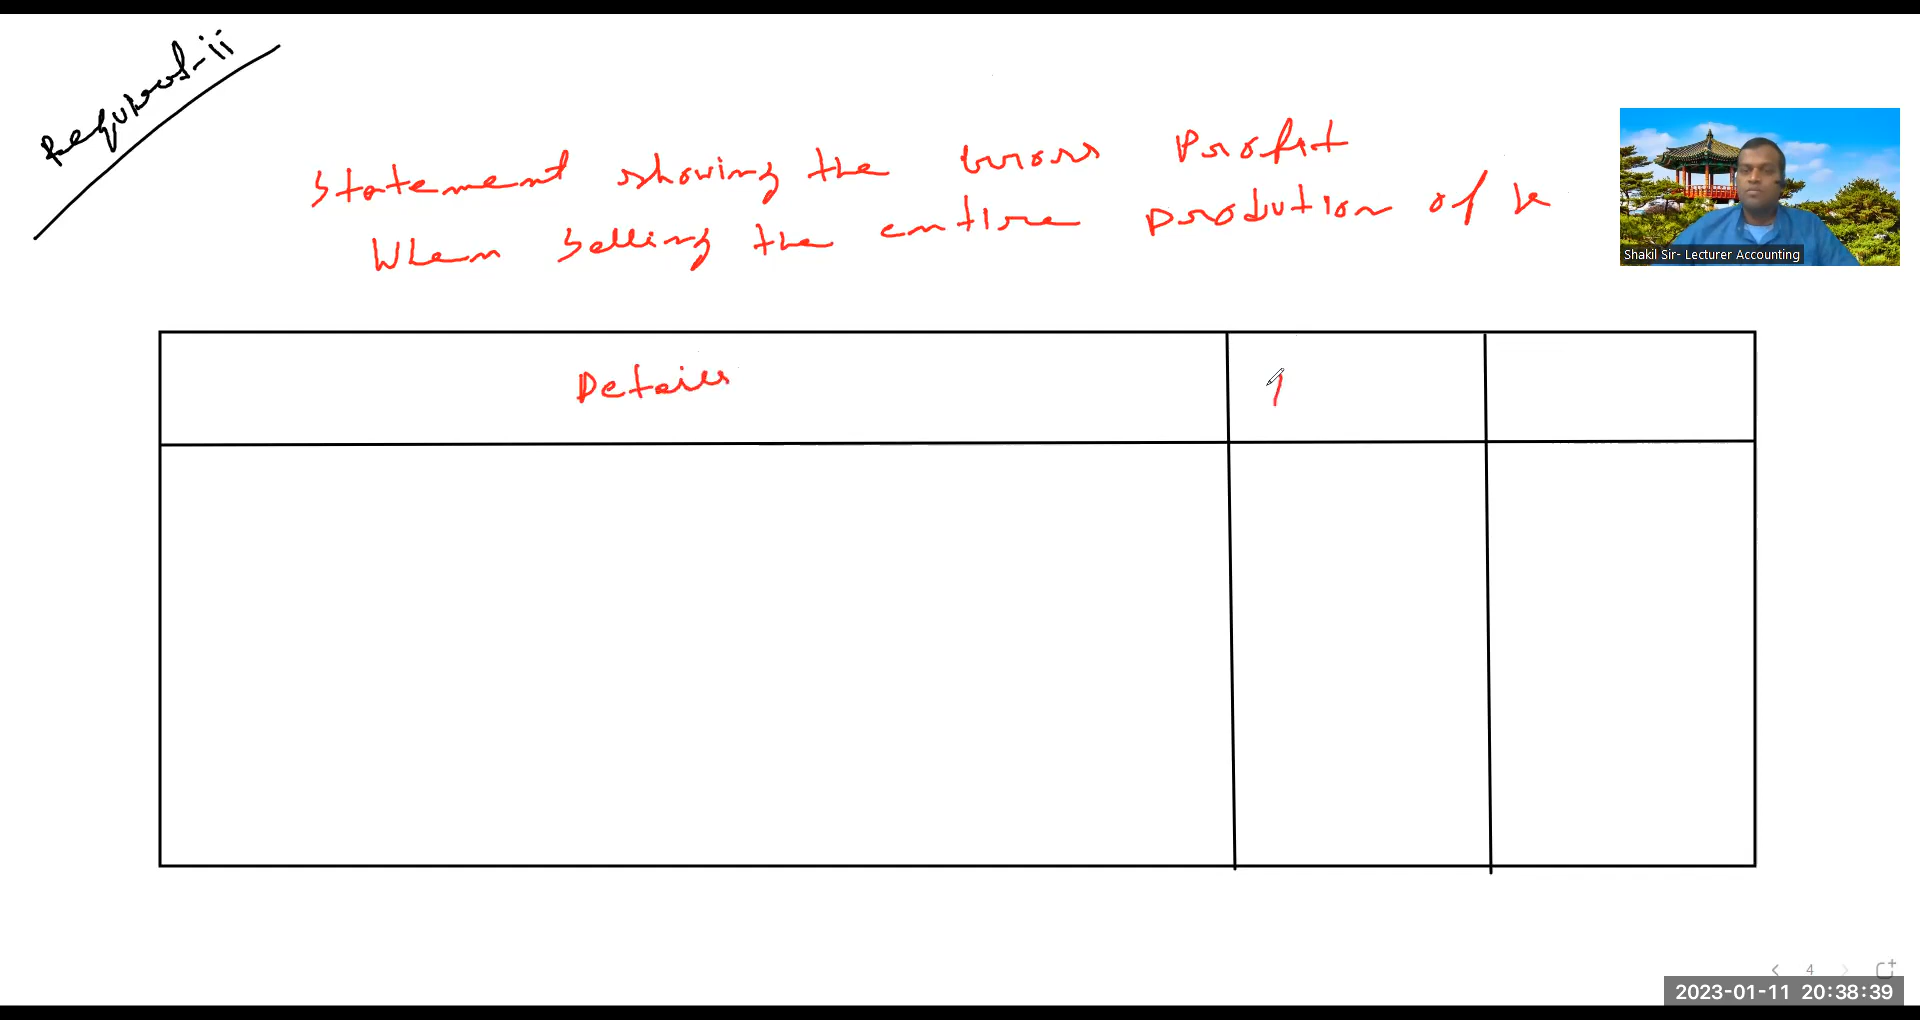 Required-ii
Statement showing the Gross Profit
When selling the entire production of k
Details
Shakil Sir- Lecturer Accounting
4
2023-01-11 20:38:39